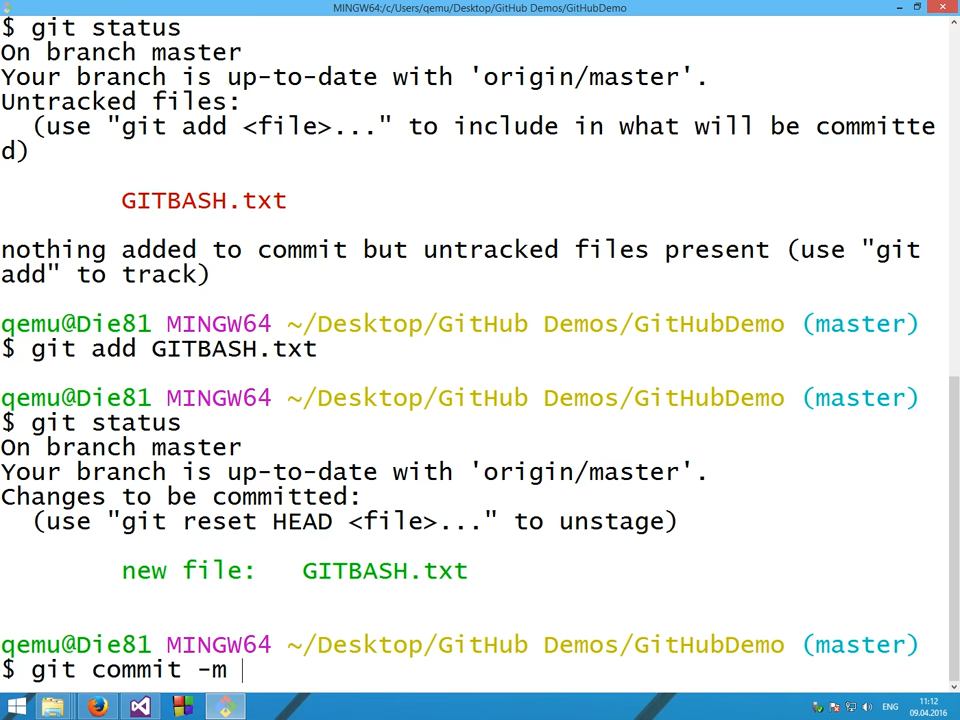 MINGW64:/c/Users/qemu/Desktop/GitHub Demos/GitHubDemo
$ git status
On branch master
Your branch is up-to-date with 'origin/master'.
Untracked files:
  (use "git add <file>..." to include in what will be committe
d)
        GITBASH.txt
nothing added to commit but untracked files present (use "git
add" to track)
qemu@Die81 MINGW64 ~/Desktop/GitHub Demos/GitHubDemo (master)
$ git add GITBASH.txt
qemu@Die81 MINGW64 ~/Desktop/GitHub Demos/GitHubDemo (master)
$ git status
On branch master
Your branch is up-to-date with 'origin/master'.
Changes to be committed:
  (use "git reset HEAD <file>..." to unstage)
        new file:   GITBASH.txt
qemu@Die81 MINGW64 ~/Desktop/GitHub Demos/GitHubDemo (master)
$ git commit -m
ENG
11:12
09.04.2016